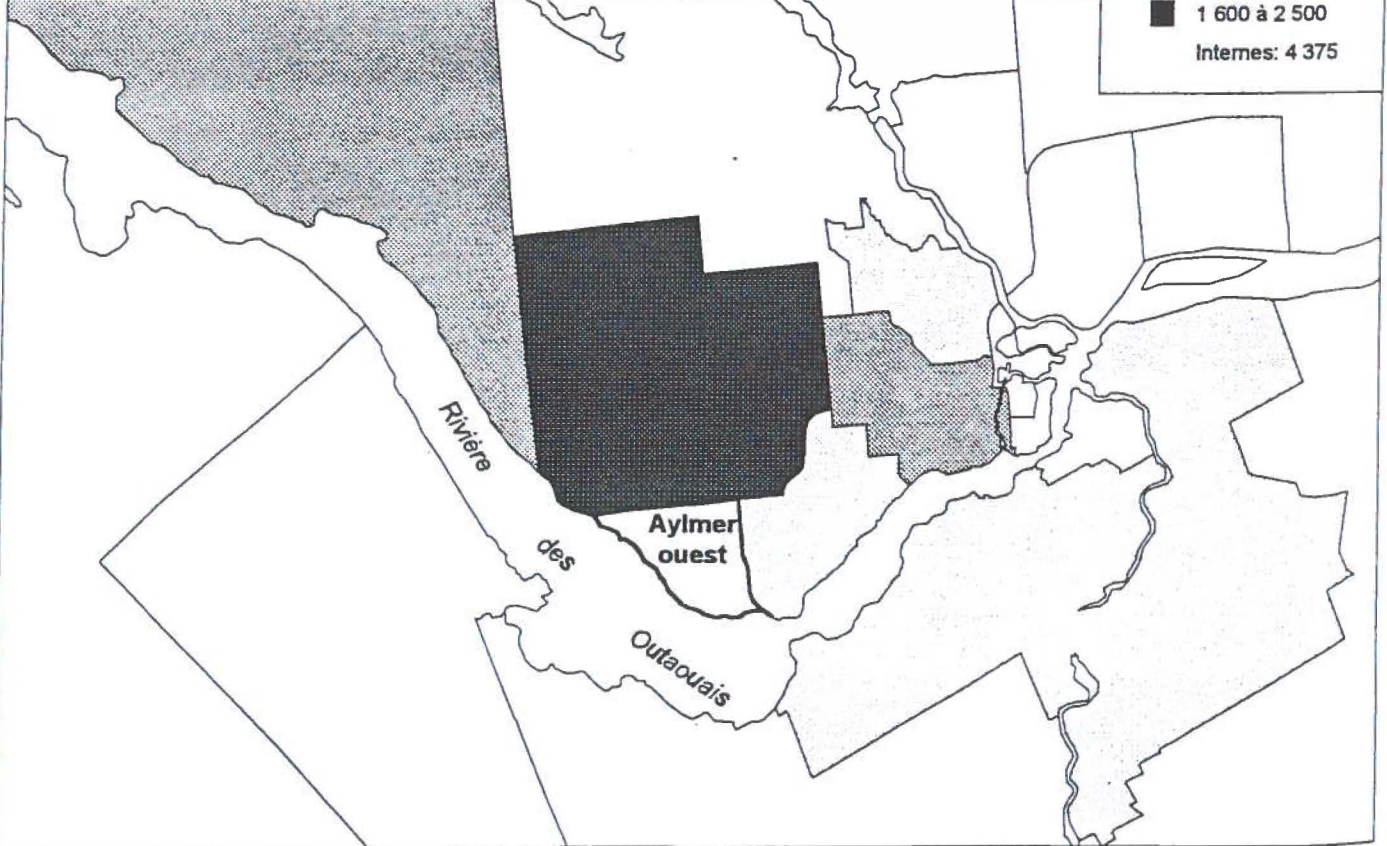 1 600 à 2 500
Internes: 4 375
Rivière
des
Outaouais
Aylmer
ouest